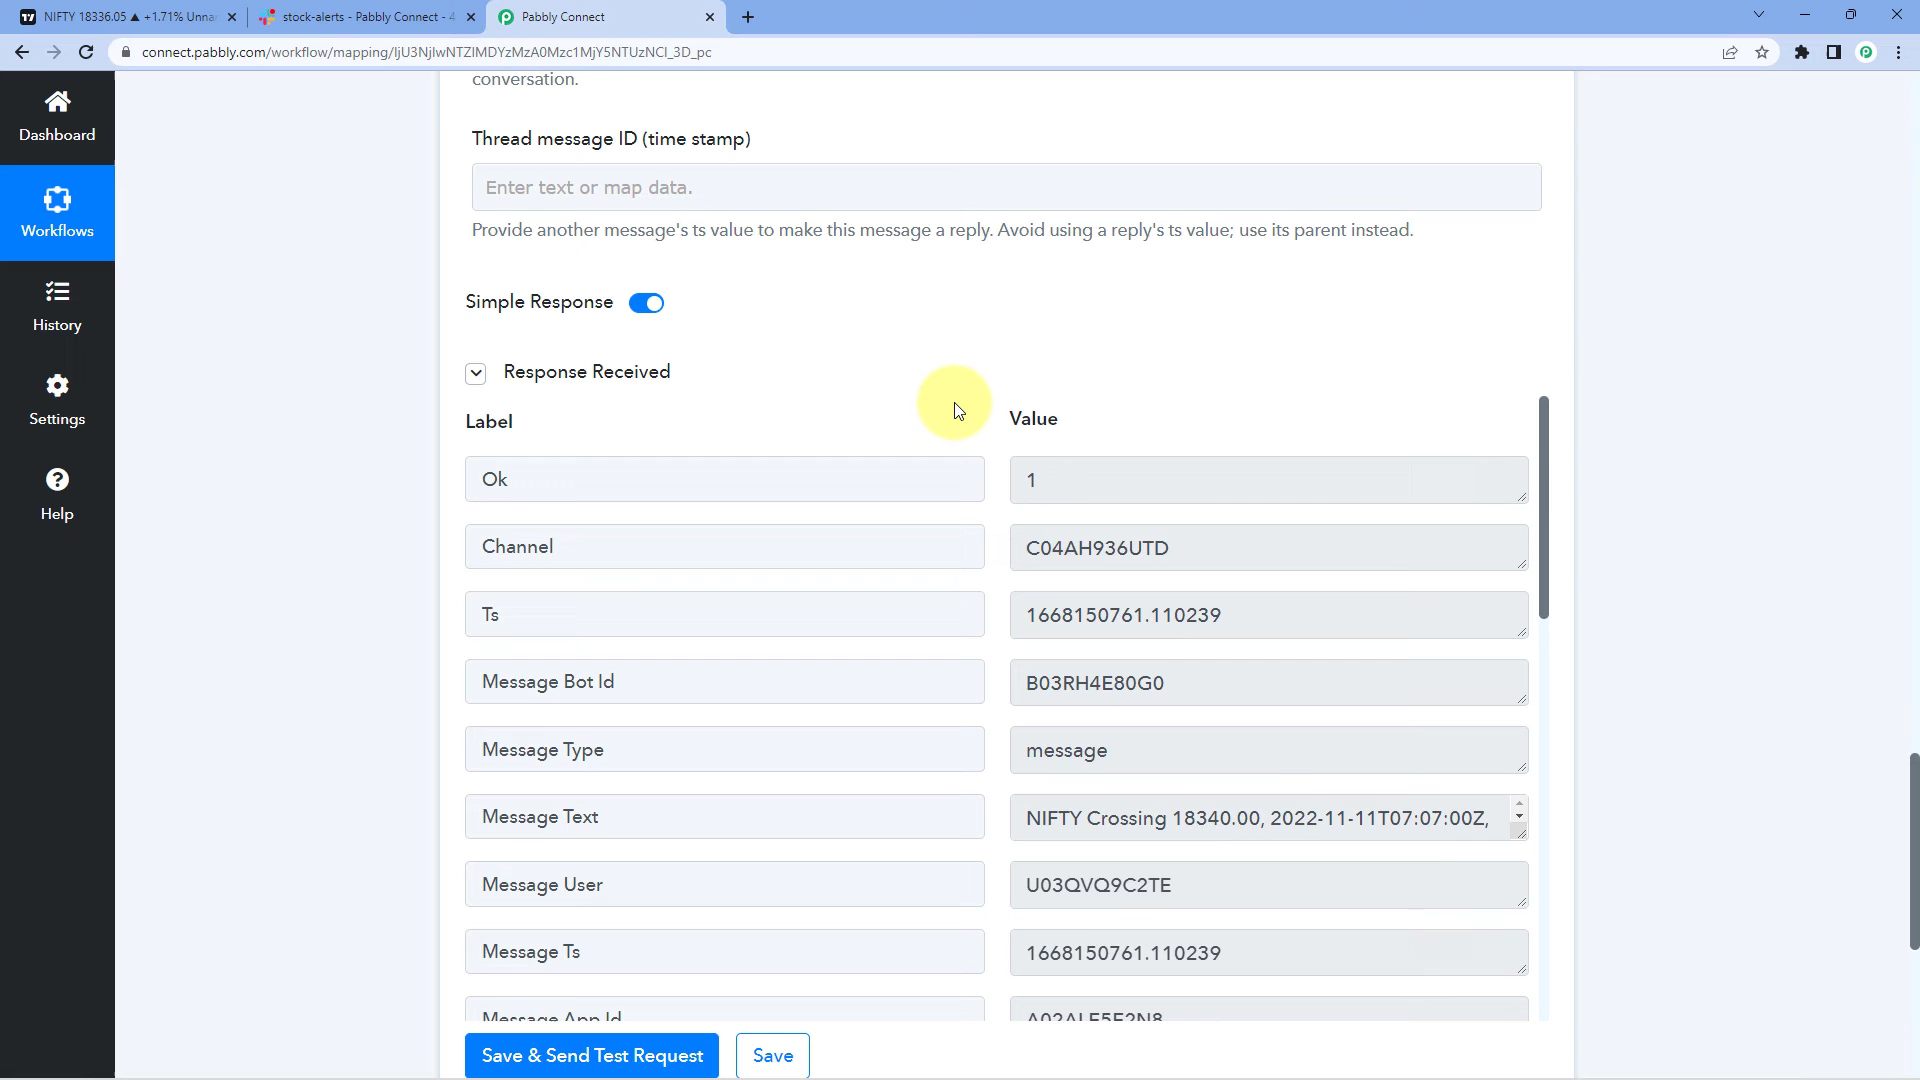 NIFTY 18336.05 ▲ +1.71% Unnar
stock-alerts - Pabbly Connect - 4
Pabbly Connect
connect.pabbly.com/workflow/mapping/IjU3NjIwNTZIMDYzMzA0Mzc1MjY5NTUzNCI_3D_pc
Dashboard
Workflows
History
Settings
Help
conversation.
Thread message ID (time stamp)
Enter text or map data.
Provide another message's ts value to make this message a reply. Avoid using a reply's ts value; use its parent instead.
Simple Response
Response Received
Label Value
Ok 1
Channel C04AH936UTD
Ts 1668150761.110239
Message Bot Id B03RH4E80G0
Message Type message
Message Text NIFTY Crossing 18340.00, 2022-11-11T07:07:00Z,
Message User U03QVQ9C2TE
Message Ts 1668150761.110239
Message App Id
Save & Send Test Request Save